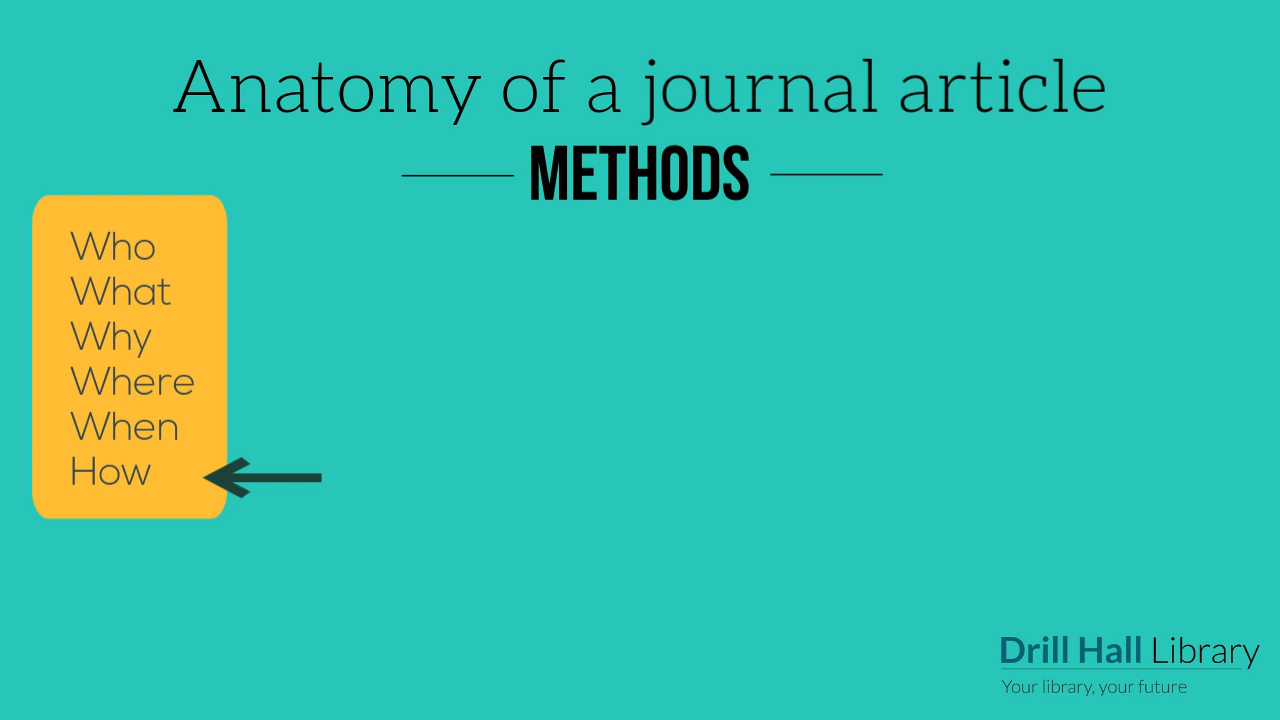 Anatomy of a journal article
METHODS
Who
What
Why
Where
When
How
Drill Hall Library
Your library, your future